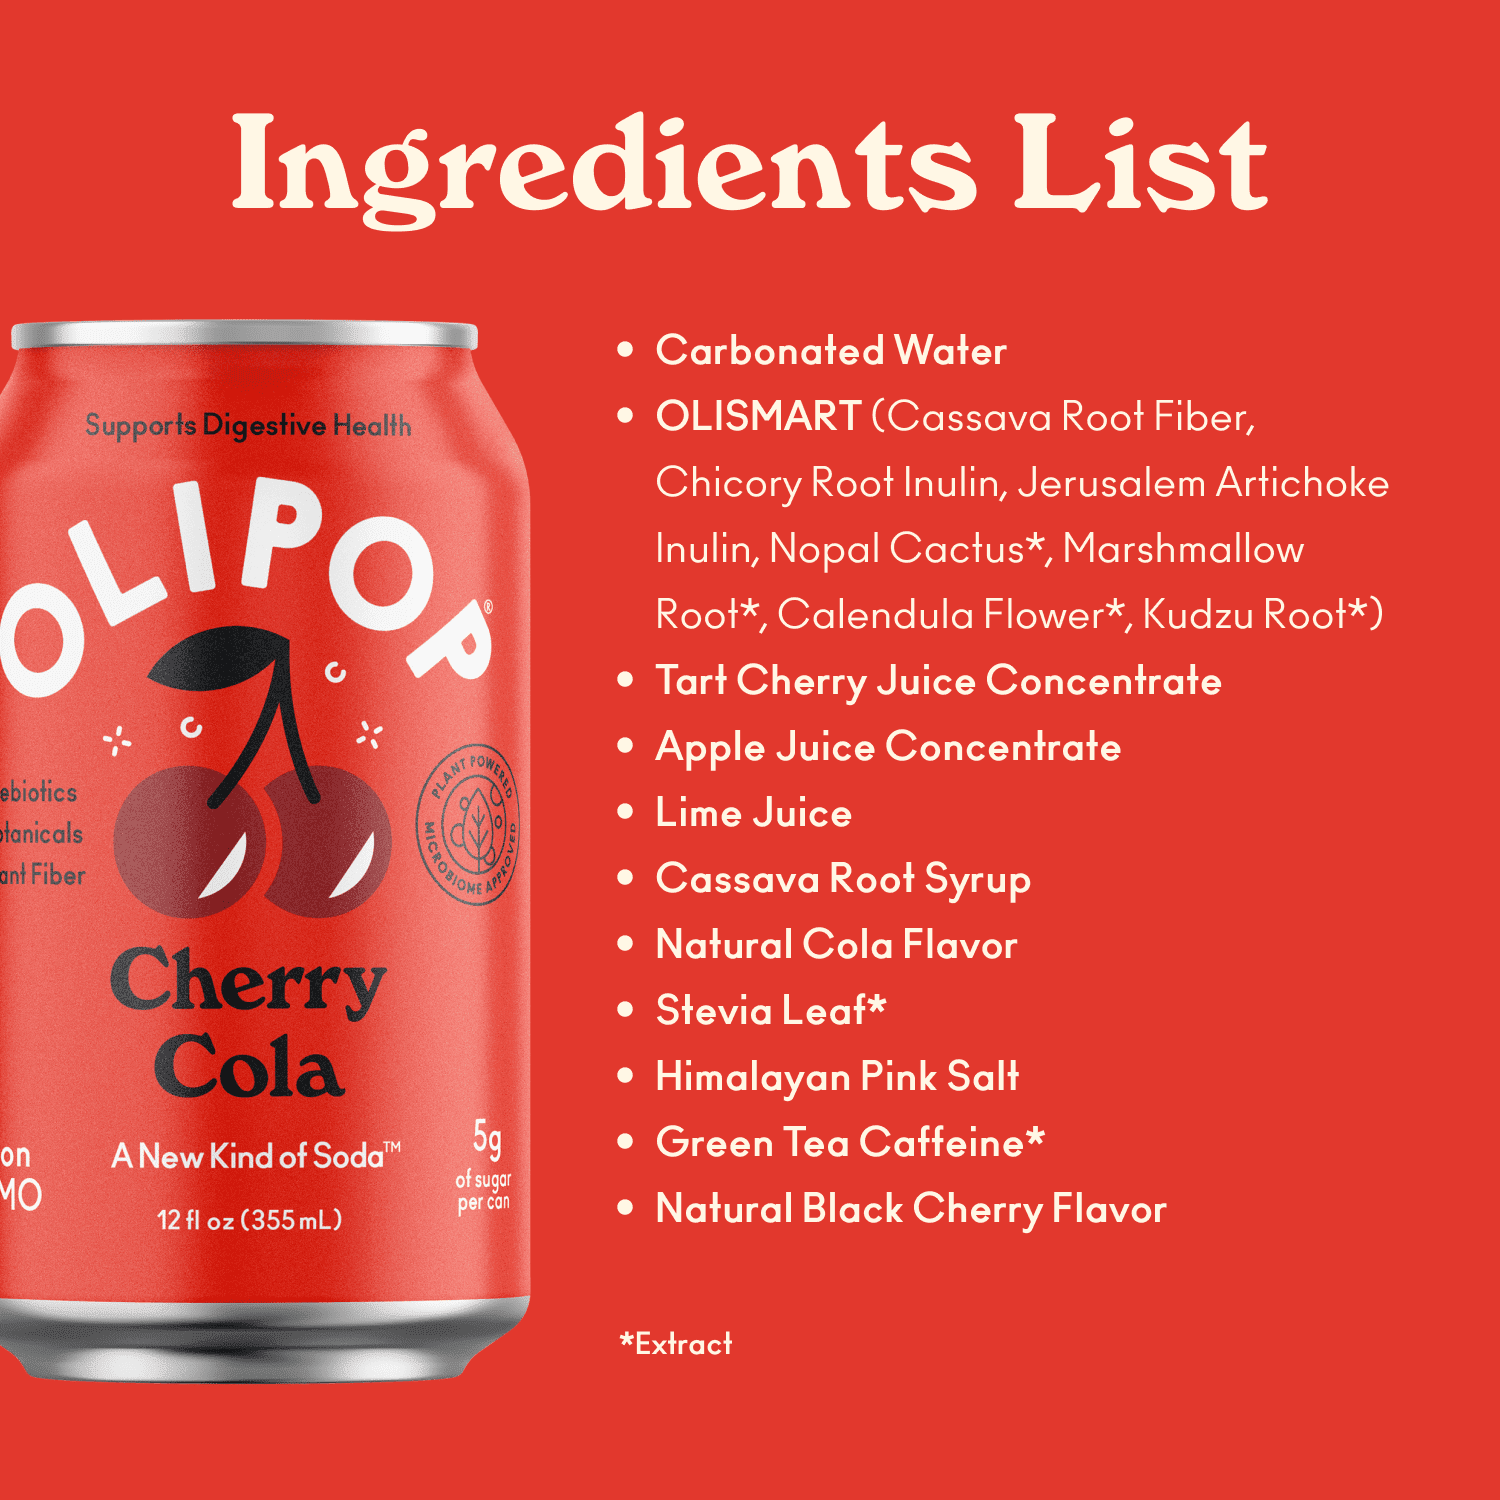 Ingredients List
Supports Digestive Health
OLIPOP®
PLANT POWERED
MICROBIOME APPROVED
Plant Fiber
Cherry
Cola
A New Kind of Soda™
12 fl oz (355 mL)
5g
of sugar
per can
• Carbonated Water
• OLISMART (Cassava Root Fiber,
Chicory Root Inulin, Jerusalem Artichoke
Inulin, Nopal Cactus*, Marshmallow
Root*, Calendula Flower*, Kudzu Root*)
• Tart Cherry Juice Concentrate
• Apple Juice Concentrate
• Lime Juice
• Cassava Root Syrup
• Natural Cola Flavor
• Stevia Leaf*
• Himalayan Pink Salt
• Green Tea Caffeine*
• Natural Black Cherry Flavor
*Extract